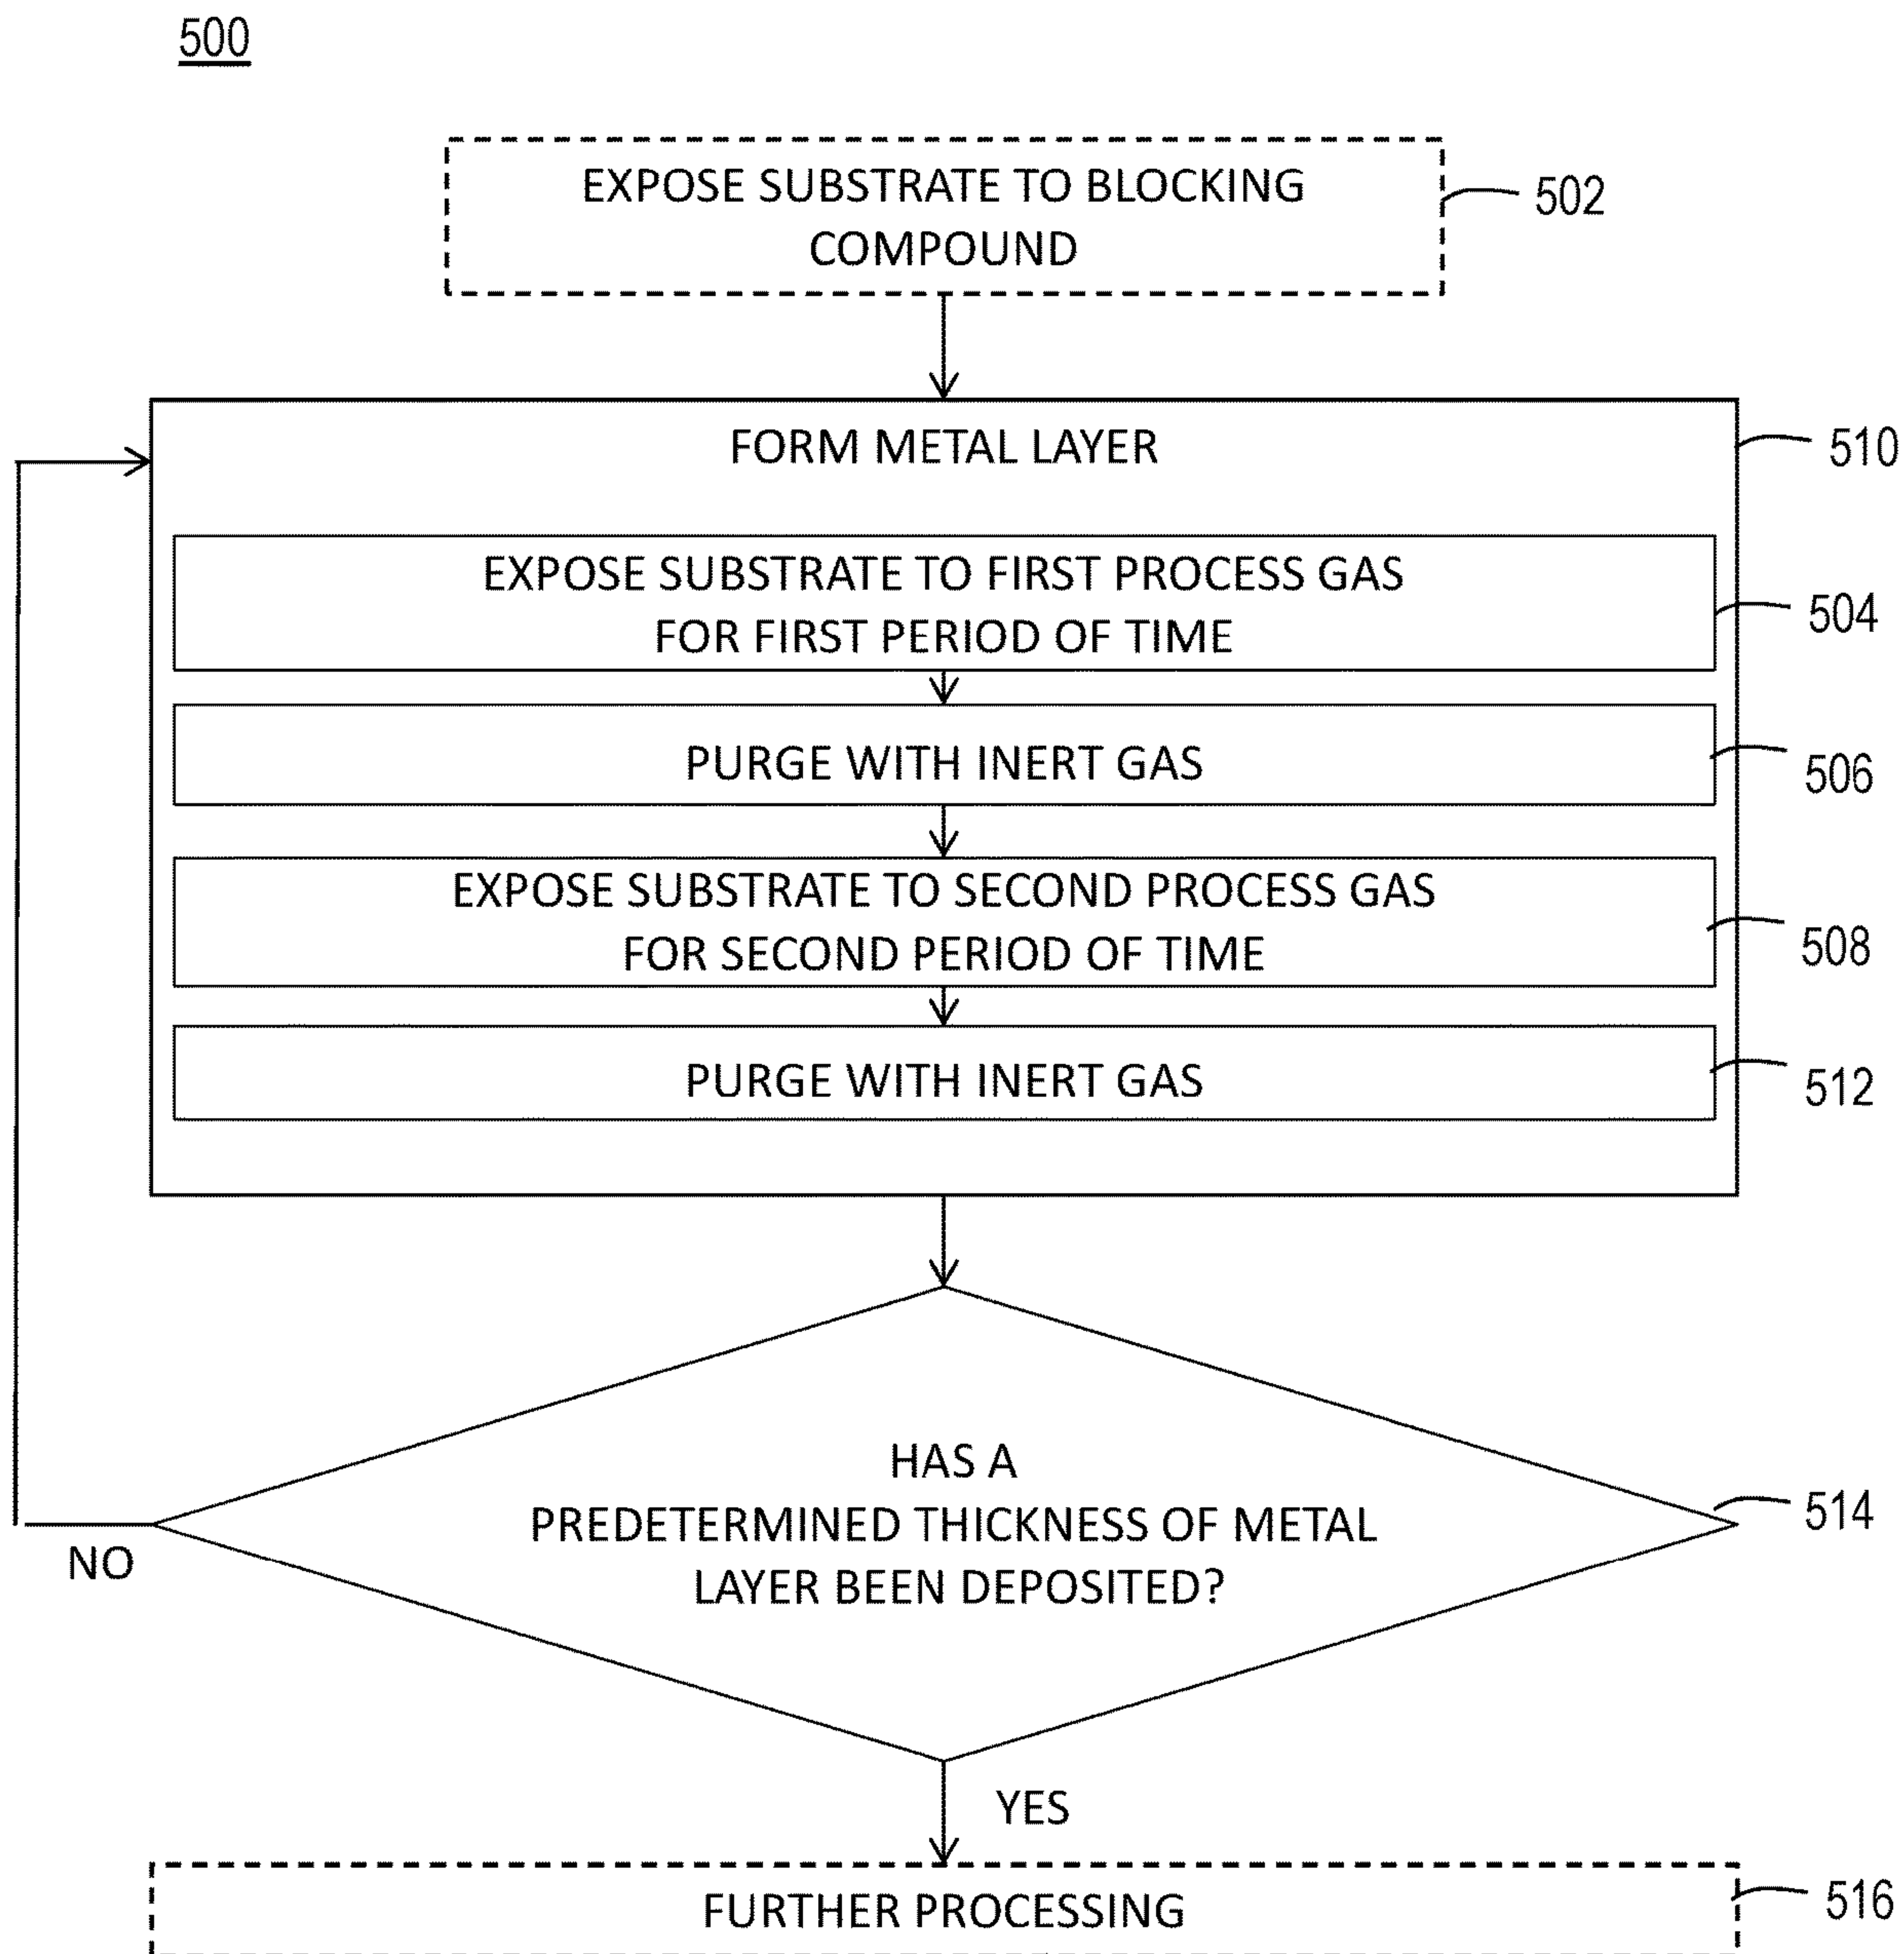 500
EXPOSE SUBSTRATE TO BLOCKING
COMPOUND
502
FORM METAL LAYER
510
EXPOSE SUBSTRATE TO FIRST PROCESS GAS
FOR FIRST PERIOD OF TIME
504
PURGE WITH INERT GAS
506
EXPOSE SUBSTRATE TO SECOND PROCESS GAS
FOR SECOND PERIOD OF TIME
508
PURGE WITH INERT GAS
512
HAS A
PREDETERMINED THICKNESS OF METAL
LAYER BEEN DEPOSITED?
514
NO
YES
FURTHER PROCESSING
516